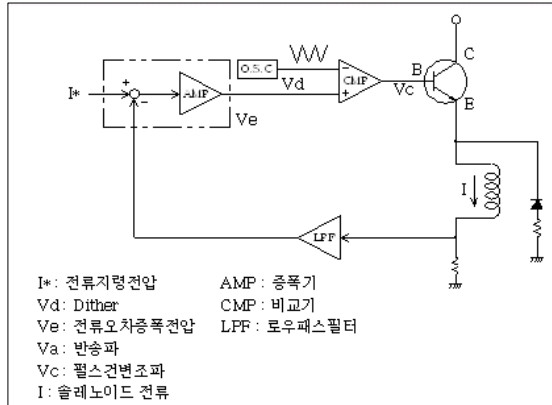 O.S.C
C
B
CMP
Vd
Vc
E
I*
+
-
AMP
-
+
Ve
I
LPF
I* : 전류지령전압 AMP : 증폭기
Vd : Dither CMP : 비교기
Ve : 전류오차증폭전압 LPF : 로우패스필터
Va : 반송파
Vc : 펄스건변조파
I : 솔레노이드 전류